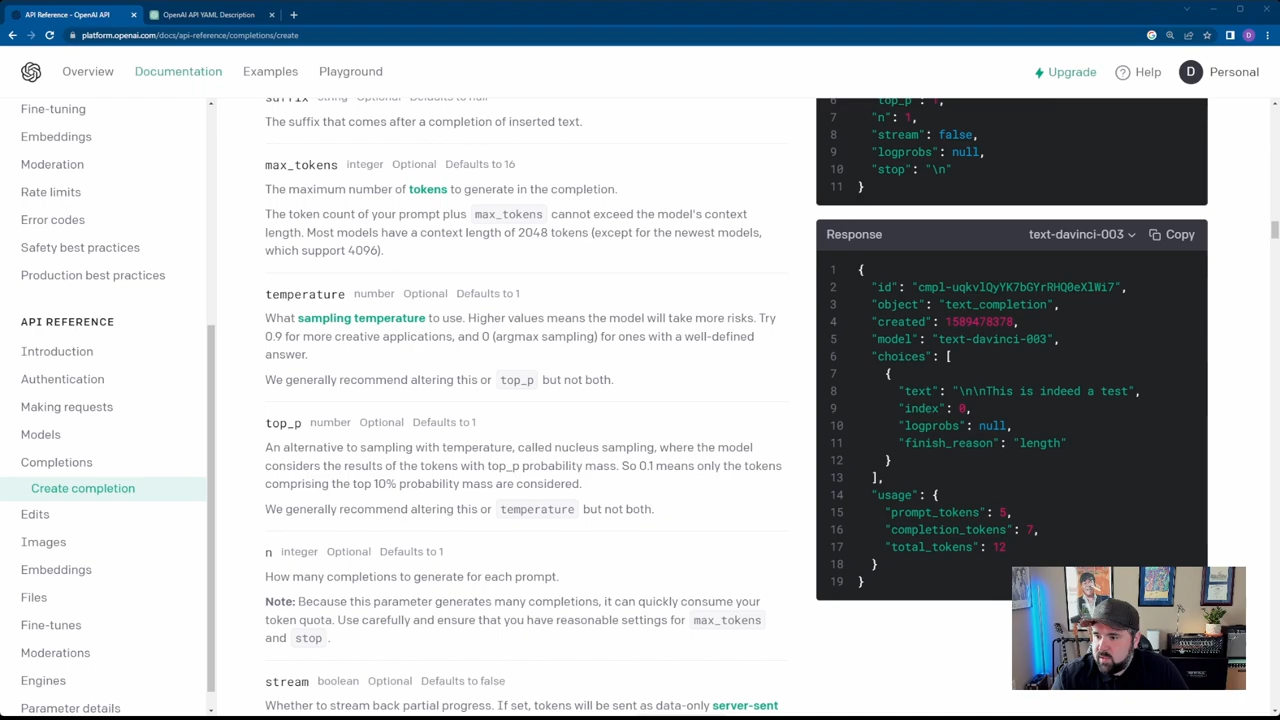 API Reference - OpenAI API
OpenAI API YAML Description
platform.openai.com/docs/api-reference/completions/create
D
Overview
Documentation
Examples
Playground
Upgrade
Help
D
Personal
Fine-tuning
Embeddings
Moderation
Rate limits
Error codes
Safety best practices
Production best practices
API REFERENCE
Introduction
Authentication
Making requests
Models
Completions
Create completion
Edits
Images
Embeddings
Files
Fine-tunes
Moderations
Engines
Parameter details
suffix string Optional Defaults to null
The suffix that comes after a completion of inserted text.
max_tokens integer Optional Defaults to 16
The maximum number of tokens to generate in the completion.
The token count of your prompt plus max_tokens cannot exceed the model's context
length. Most models have a context length of 2048 tokens (except for the newest models,
which support 4096).
temperature number Optional Defaults to 1
What sampling temperature to use. Higher values means the model will take more risks. Try
0.9 for more creative applications, and 0 (argmax sampling) for ones with a well-defined
answer.
We generally recommend altering this or top_p but not both.
top_p number Optional Defaults to 1
An alternative to sampling with temperature, called nucleus sampling, where the model
considers the results of the tokens with top_p probability mass. So 0.1 means only the tokens
comprising the top 10% probability mass are considered.
We generally recommend altering this or temperature but not both.
n integer Optional Defaults to 1
How many completions to generate for each prompt.
Note: Because this parameter generates many completions, it can quickly consume your
token quota. Use carefully and ensure that you have reasonable settings for max_tokens
and stop.
stream boolean Optional Defaults to false
Whether to stream back partial progress. If set, tokens will be sent as data-only server-sent
6 "top_p": 1,
7 "n": 1,
8 "stream": false,
9 "logprobs": null,
10 "stop": "\n"
11 }
Response
text-davinci-003
Copy
1 {
2 "id": "cmpl-uqkvlQyYK7bGYrRHQ0eXlWi7",
3 "object": "text_completion",
4 "created": 1589478378,
5 "model": "text-davinci-003",
6 "choices": [
7 {
8 "text": "\n\nThis is indeed a test",
9 "index": 0,
10 "logprobs": null,
11 "finish_reason": "length"
12 }
13 ],
14 "usage": {
15 "prompt_tokens": 5,
16 "completion_tokens": 7,
17 "total_tokens": 12
18 }
19 }